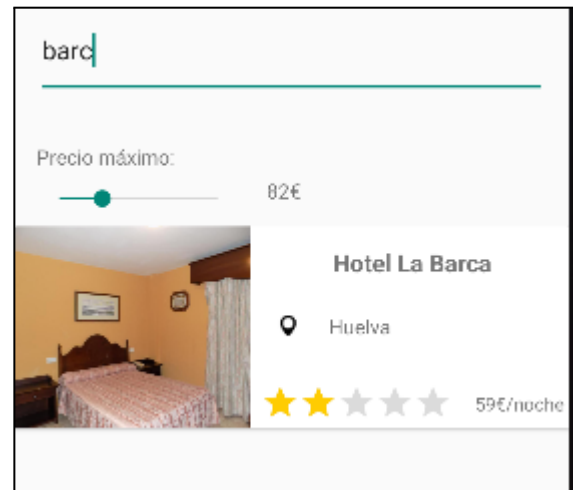 barc
Precio máximo:
82€
Hotel La Barca
Huelva
59€/noche